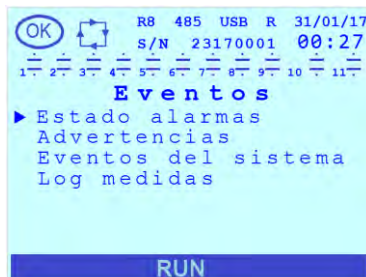 OK R8 485 USB R 31/01/17
S/N 23170001 00:27
1 2 3 4 5 6 7 8 9 10 11
Eventos
Estado alarmas
Advertencias
Eventos del sistema
Log medidas
RUN